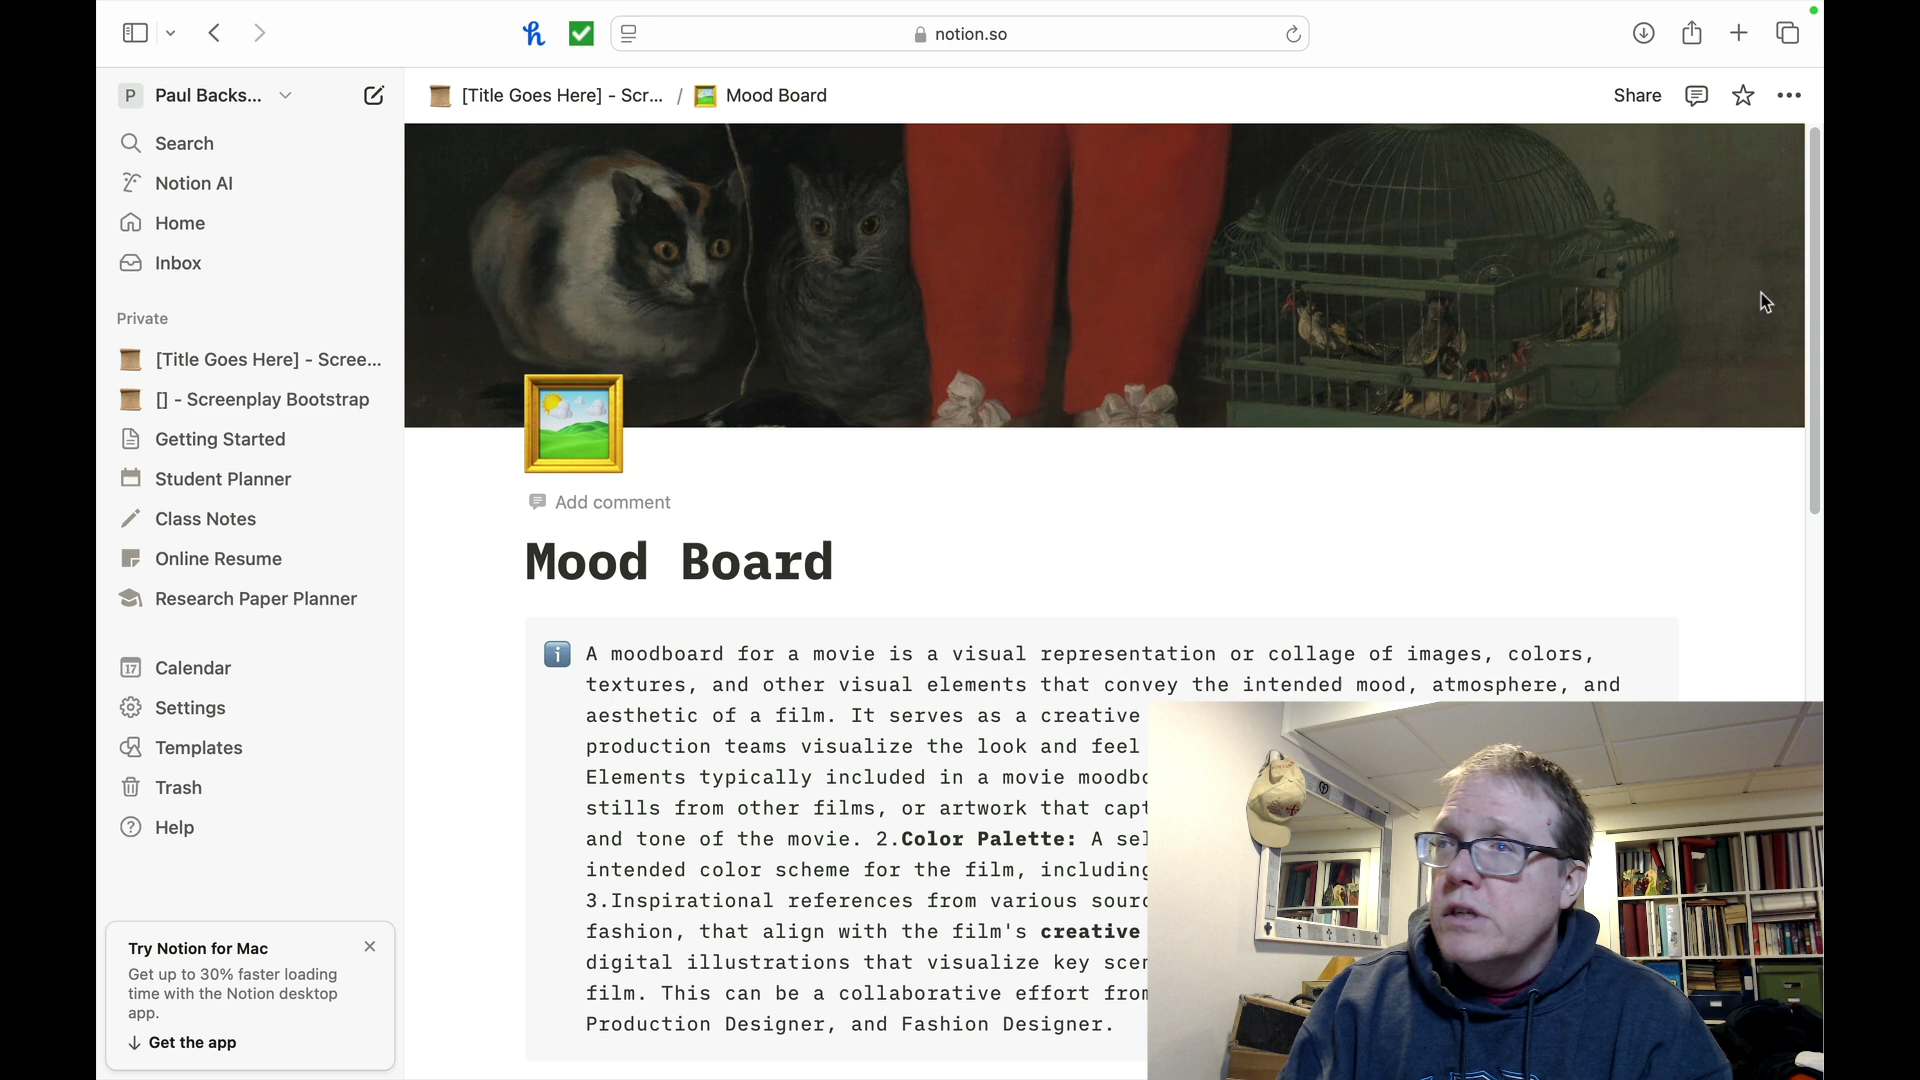 notion.so
P Paul Backs...
[Title Goes Here] - Scr... / Mood Board
Share
Search
Notion AI
Home
Inbox
Private
[Title Goes Here] - Scree...
[] - Screenplay Bootstrap
Getting Started
Student Planner
Class Notes
Online Resume
Research Paper Planner
17 Calendar
Settings
Templates
Trash
Help
Try Notion for Mac
Get up to 30% faster loading
time with the Notion desktop
app.
Get the app
Add comment
Mood Board
A moodboard for a movie is a visual representation or collage of images, colors,
textures, and other visual elements that convey the intended mood, atmosphere, and
aesthetic of a film. It serves as a creative
production teams visualize the look and feel
Elements typically included in a movie moodbo
stills from other films, or artwork that capt
and tone of the movie. 2.Color Palette: A sel
intended color scheme for the film, including
3.Inspirational references from various sourc
fashion, that align with the film's creative
digital illustrations that visualize key scen
film. This can be a collaborative effort from
Production Designer, and Fashion Designer.